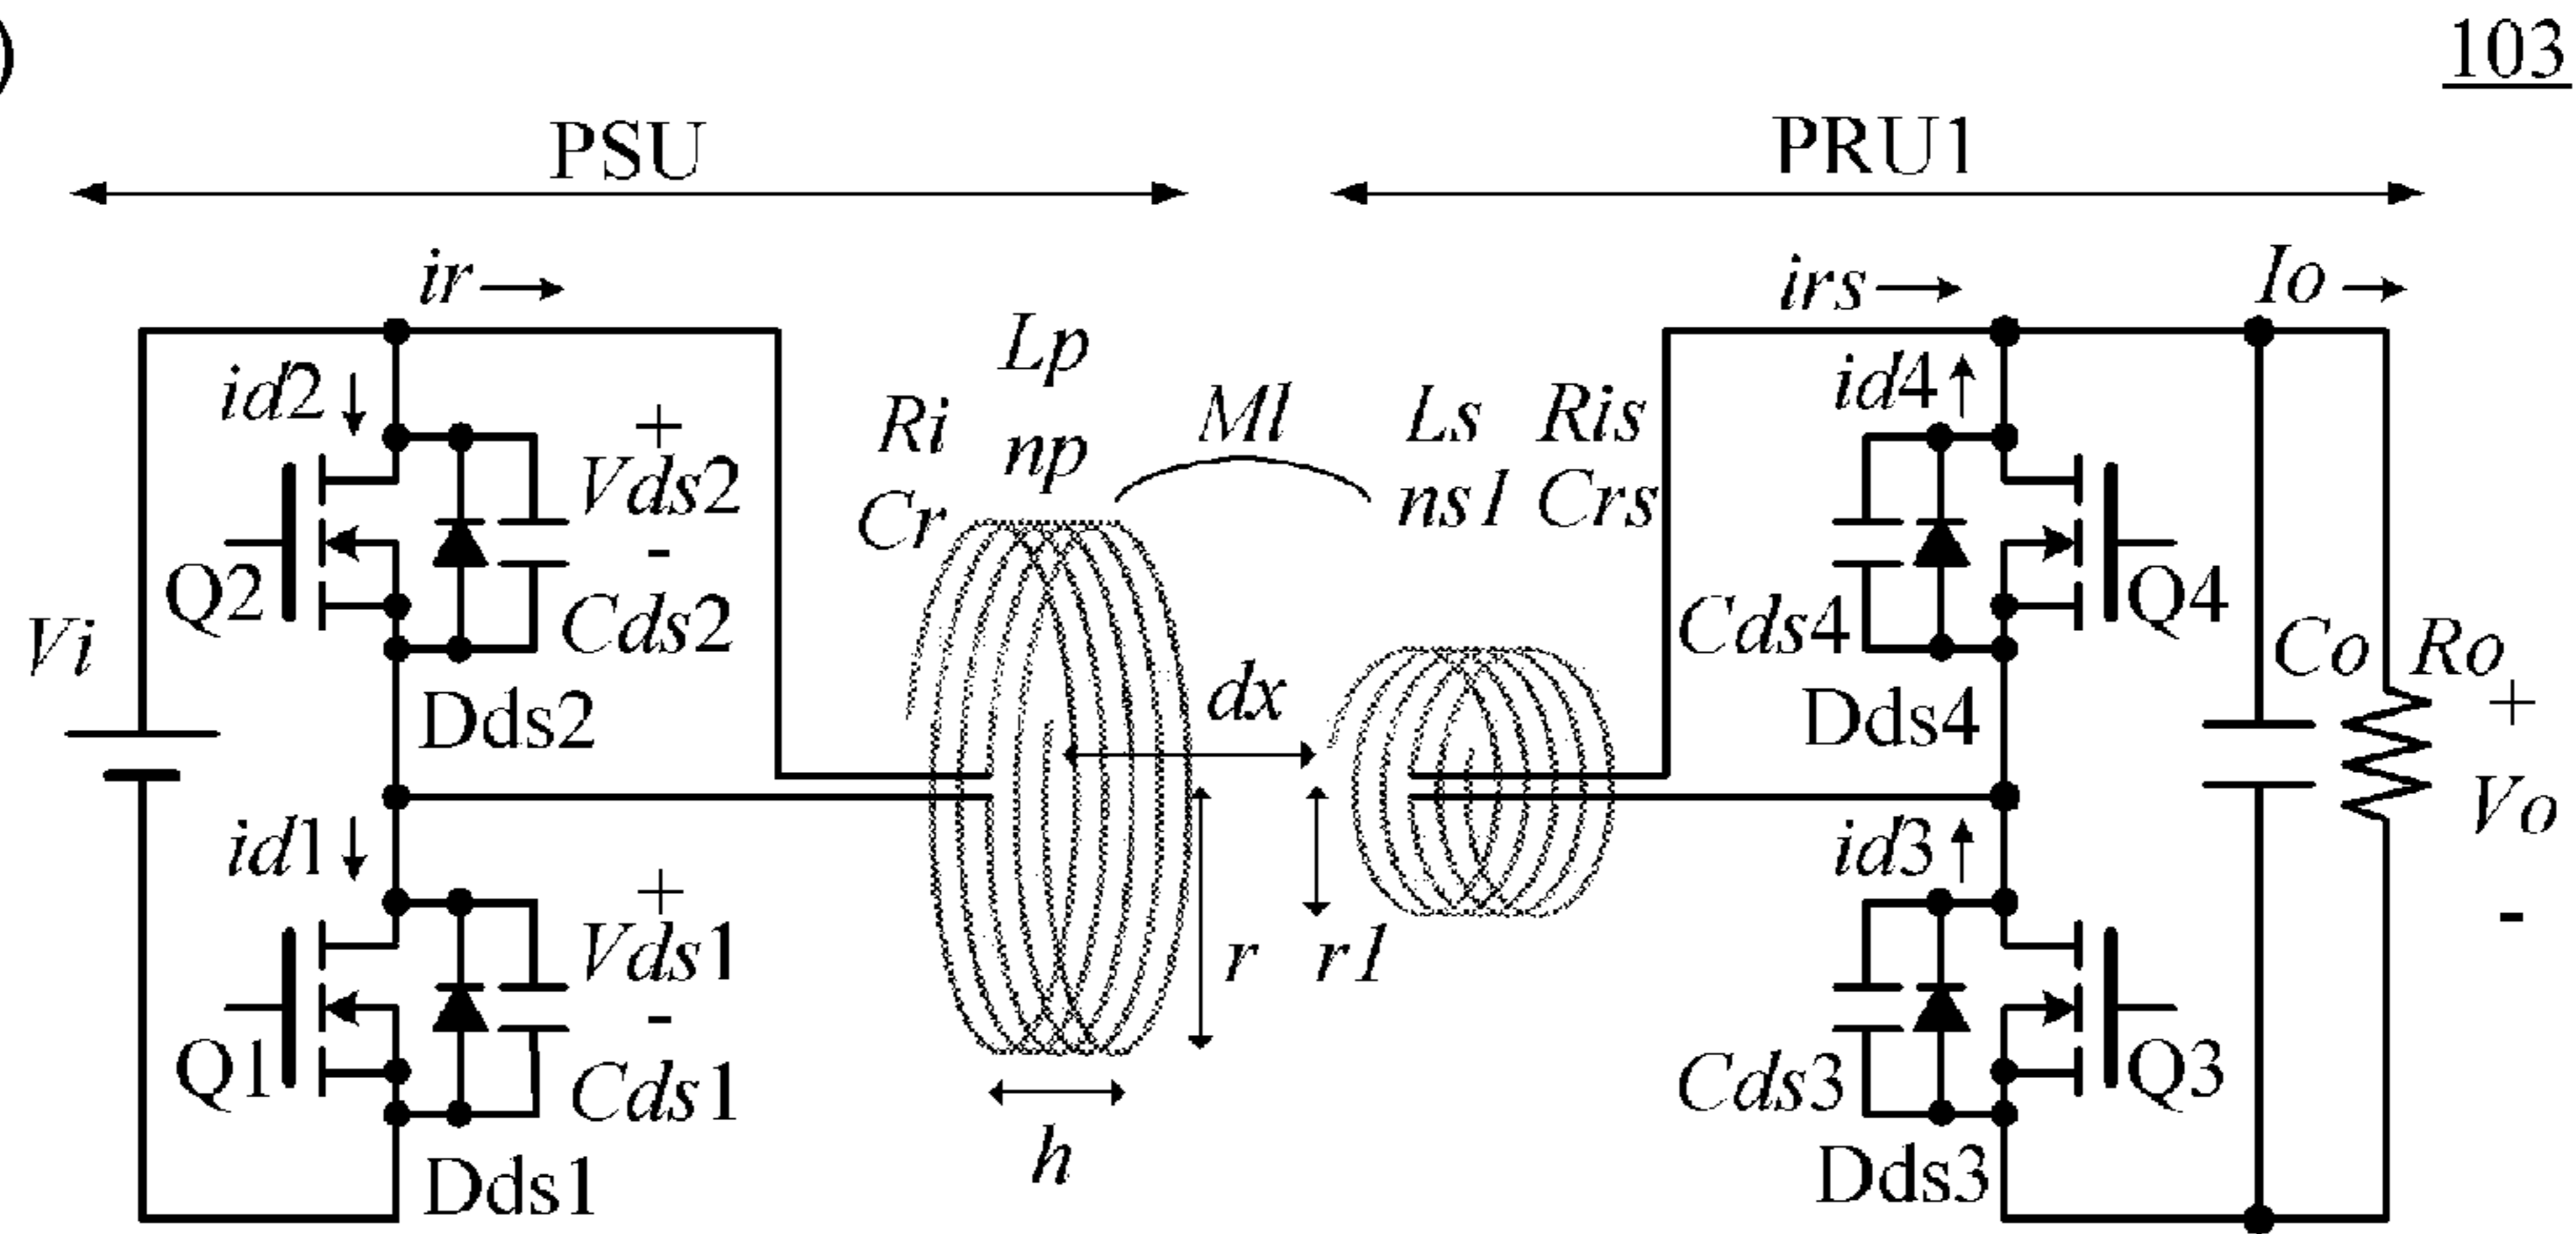 )
103
PSU
PRU1
ir
irs
Io
id2
Lp
Ri
np
Cr
Ml
Ls
Ris
ns1
Crs
id4
+
Vds2
-
Cds2
Q2
Vi
Dds2
Cds4
Q4
Dds4
Co
Ro
+
Vo
-
dx
id1
+
Vds1
-
Cds1
Q1
Dds1
r
r1
h
id3
Cds3
Q3
Dds3